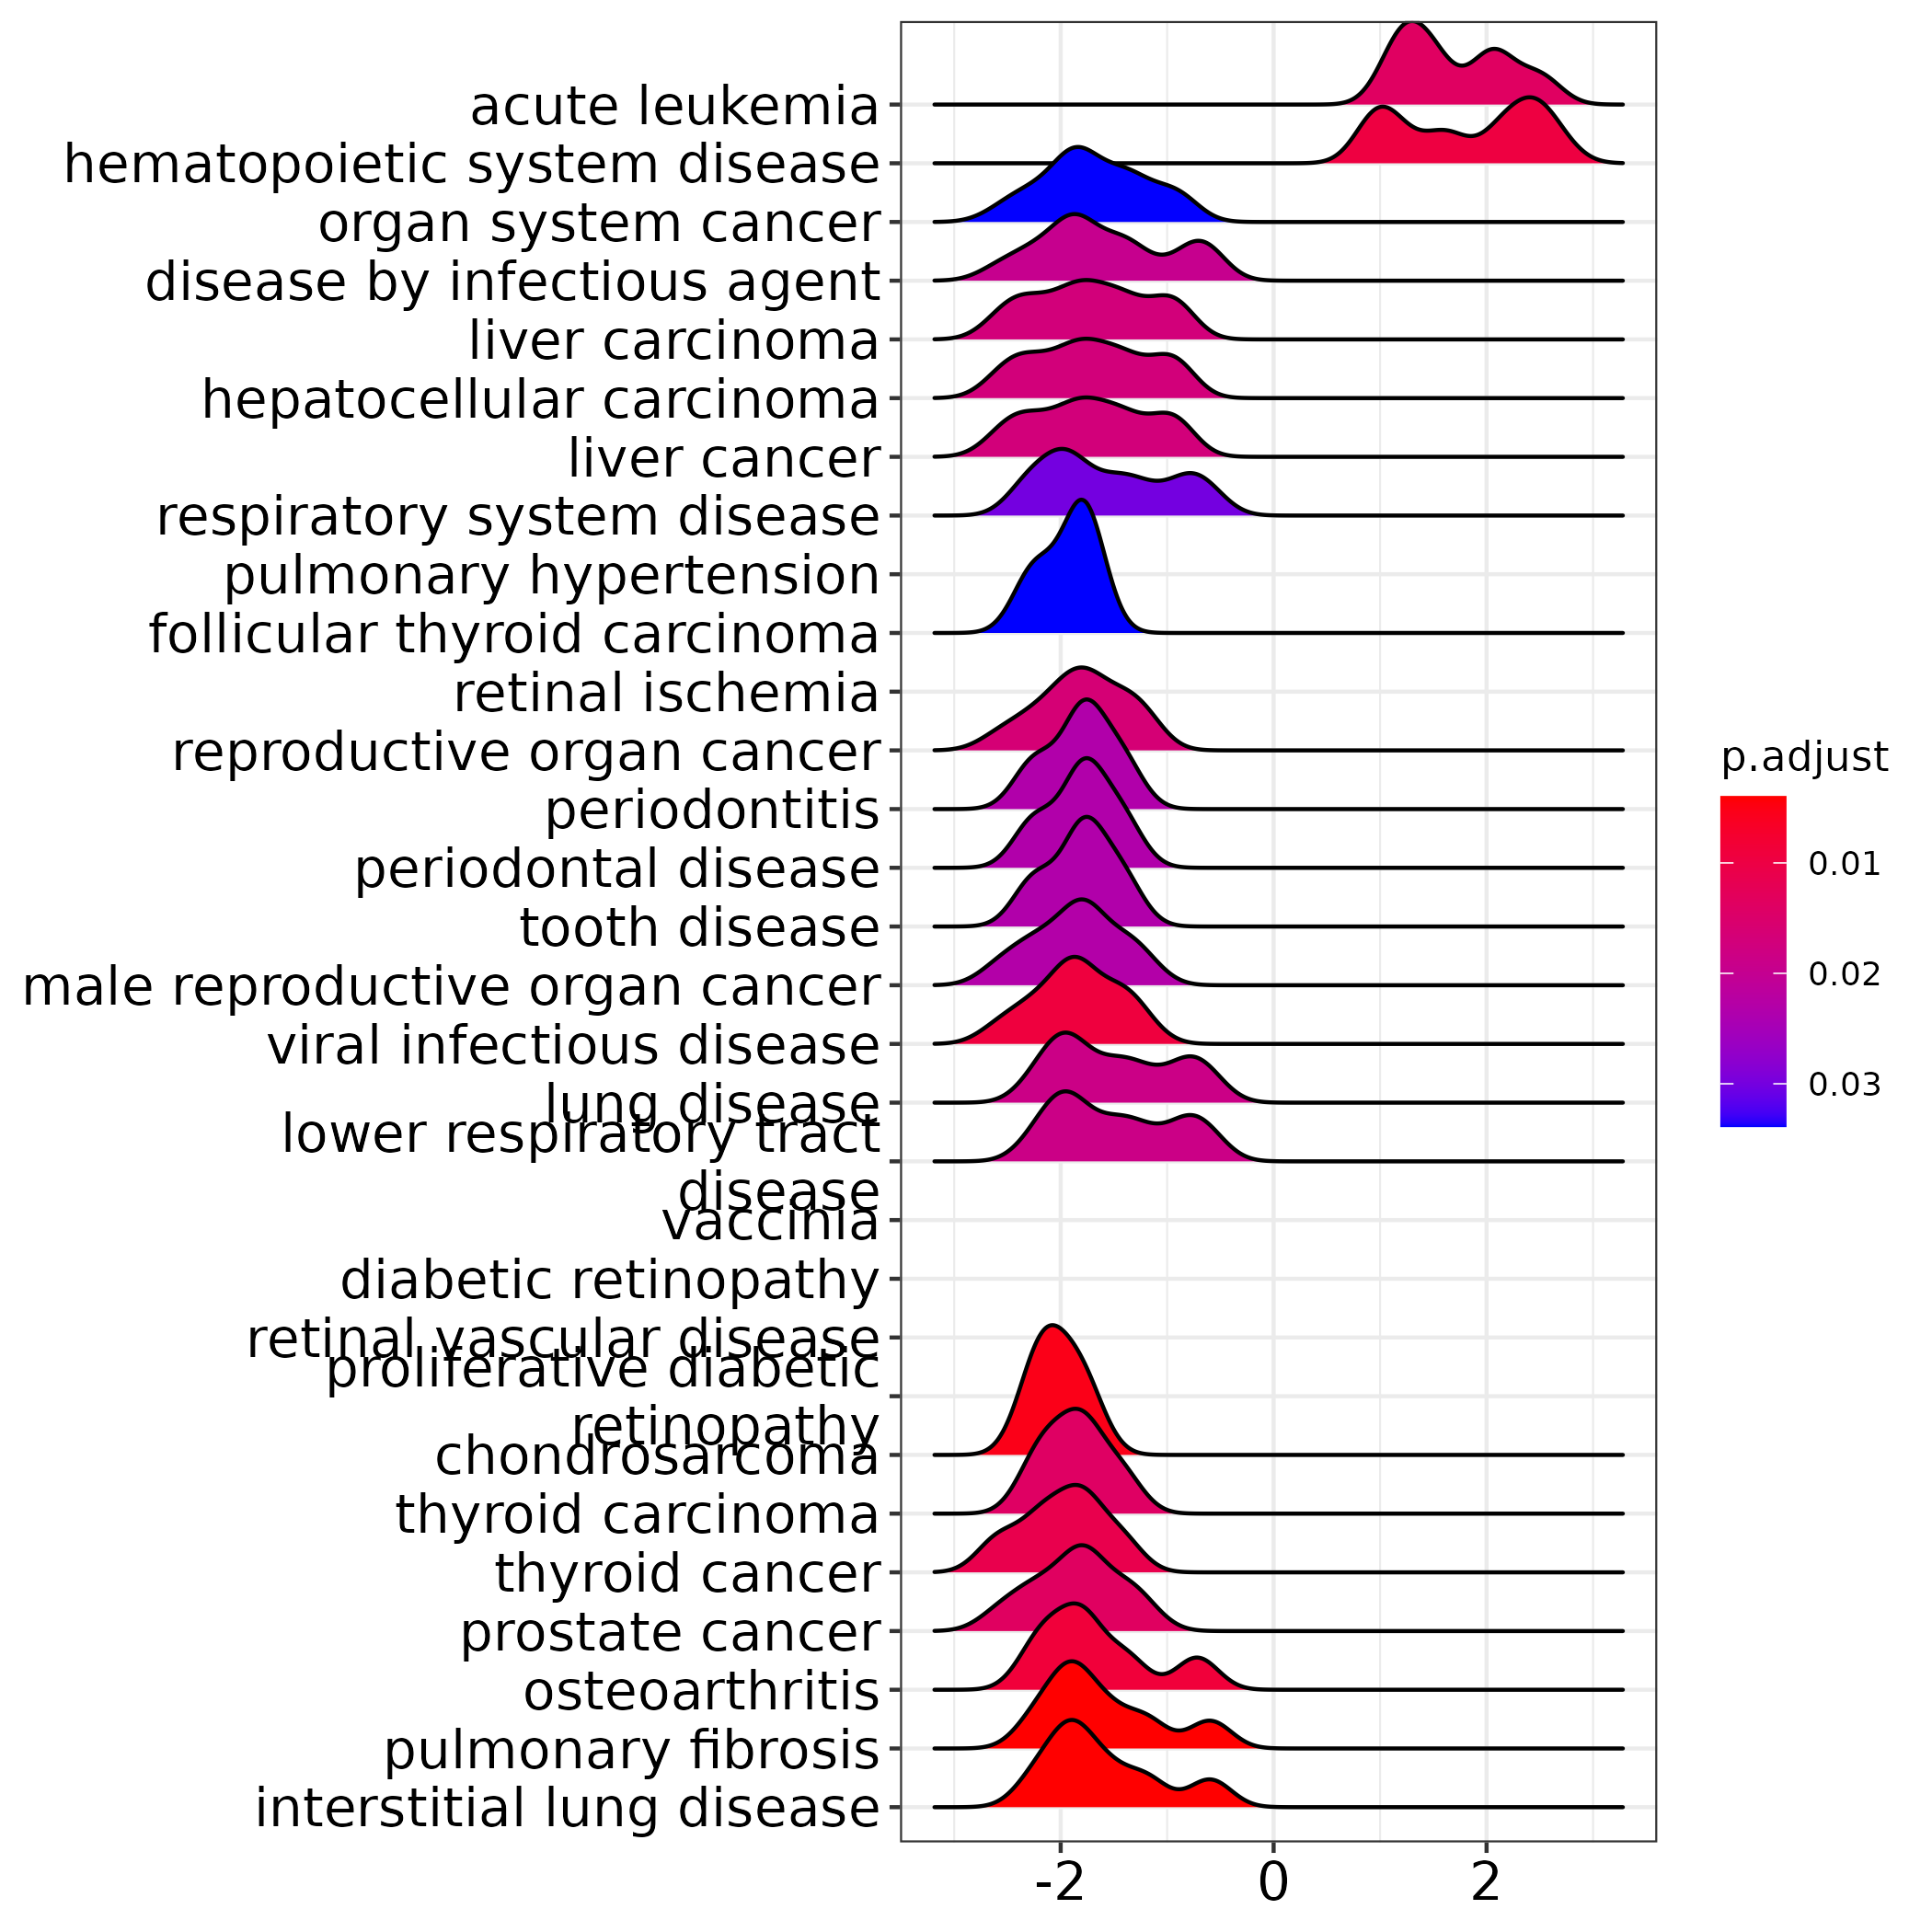 acute leukemia
hematopoietic system disease
organ system cancer
disease by infectious agent
liver carcinoma
hepatocellular carcinoma
liver cancer
respiratory system disease
pulmonary hypertension
follicular thyroid carcinoma
retinal ischemia
reproductive organ cancer
periodontitis
periodontal disease
tooth disease
male reproductive organ cancer
viral infectious disease
lung disease
lower respiratory tract
disease
vaccinia
diabetic retinopathy
retinal vascular disease
proliferative diabetic
retinopathy
chondrosarcoma
thyroid carcinoma
thyroid cancer
prostate cancer
osteoarthritis
pulmonary fibrosis
interstitial lung disease
-2
0
2
p.adjust
0.01
0.02
0.03